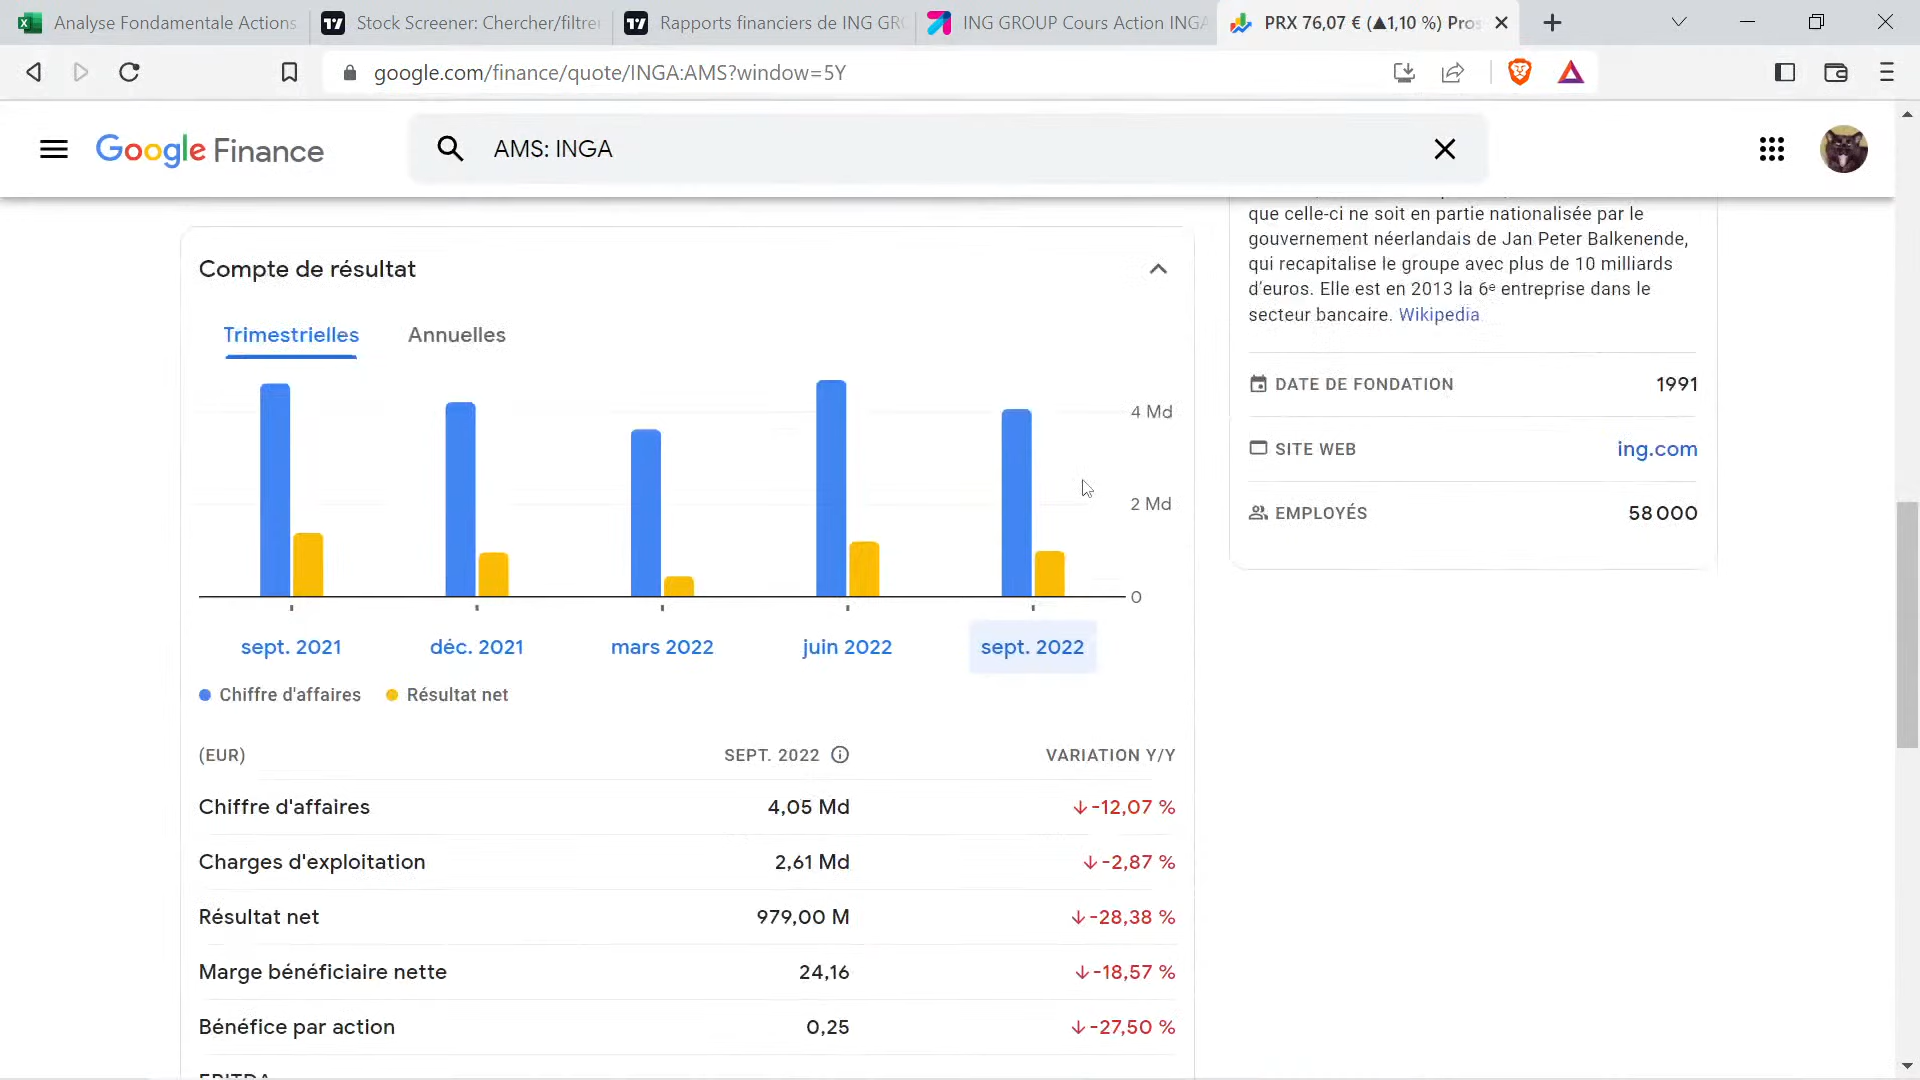 Analyse Fondamentale Actions
Stock Screener: Chercher/filtrer
Rapports financiers de ING GR
ING GROUP Cours Action INGA
PRX 76,07 € (▲1,10 %) Pros
google.com/finance/quote/INGA:AMS?window=5Y
Google Finance
AMS: INGA
que celle-ci ne soit en partie nationalisée par le
gouvernement néerlandais de Jan Peter Balkenende,
qui recapitalise le groupe avec plus de 10 milliards
d'euros. Elle est en 2013 la 6ᵉ entreprise dans le
secteur bancaire. Wikipedia
DATE DE FONDATION 1991
SITE WEB ing.com
EMPLOYÉS 58 000
Compte de résultat
Trimestrielles Annuelles
4 Md
2 Md
0
sept. 2021 déc. 2021 mars 2022 juin 2022 sept. 2022
Chiffre d'affaires Résultat net
(EUR) SEPT. 2022 VARIATION Y/Y
Chiffre d'affaires 4,05 Md ↓-12,07 %
Charges d'exploitation 2,61 Md ↓-2,87 %
Résultat net 979,00 M ↓-28,38 %
Marge bénéficiaire nette 24,16 ↓-18,57 %
Bénéfice par action 0,25 ↓-27,50 %
EBITDA